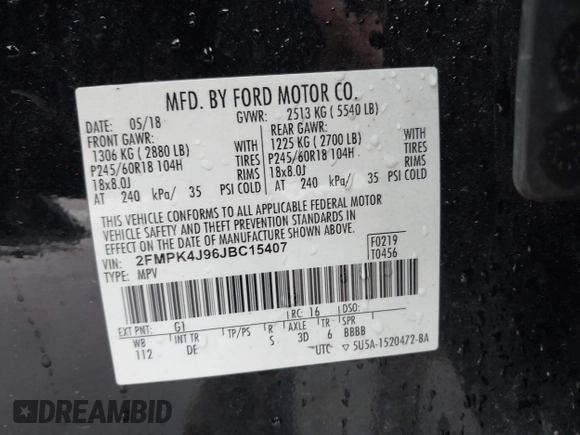 MFD. BY FORD MOTOR CO.
DATE: 05/18 GVWR: 2513 KG ( 5540 LB)
FRONT GAWR: REAR GAWR:
1306 KG ( 2880 LB) WITH 1225 KG ( 2700 LB) WITH
P245/60R18 104H TIRES P245/60R18 104H TIRES
18x8.0J RIMS 18x8.0J RIMS
AT 240 kPa/ 35 PSI COLD AT 240 kPa/ 35 PSI COLD
THIS VEHICLE CONFORMS TO ALL APPLICABLE FEDERAL MOTOR
VEHICLE SAFETY AND THEFT PREVENTION STANDARDS IN
EFFECT ON THE DATE OF MANUFACTURE SHOWN ABOVE.
VIN: 2FMPK4J96JBC15407 F0219
TYPE: MPV T0456
EXT PNT: G1 RC: 16 DSO:
WB INT TR TP/PS R AXLE TR SPR
112 DE S 3D 6 BBBB
UTC ▽ 5U5A-1520472-BA
DREAMBID